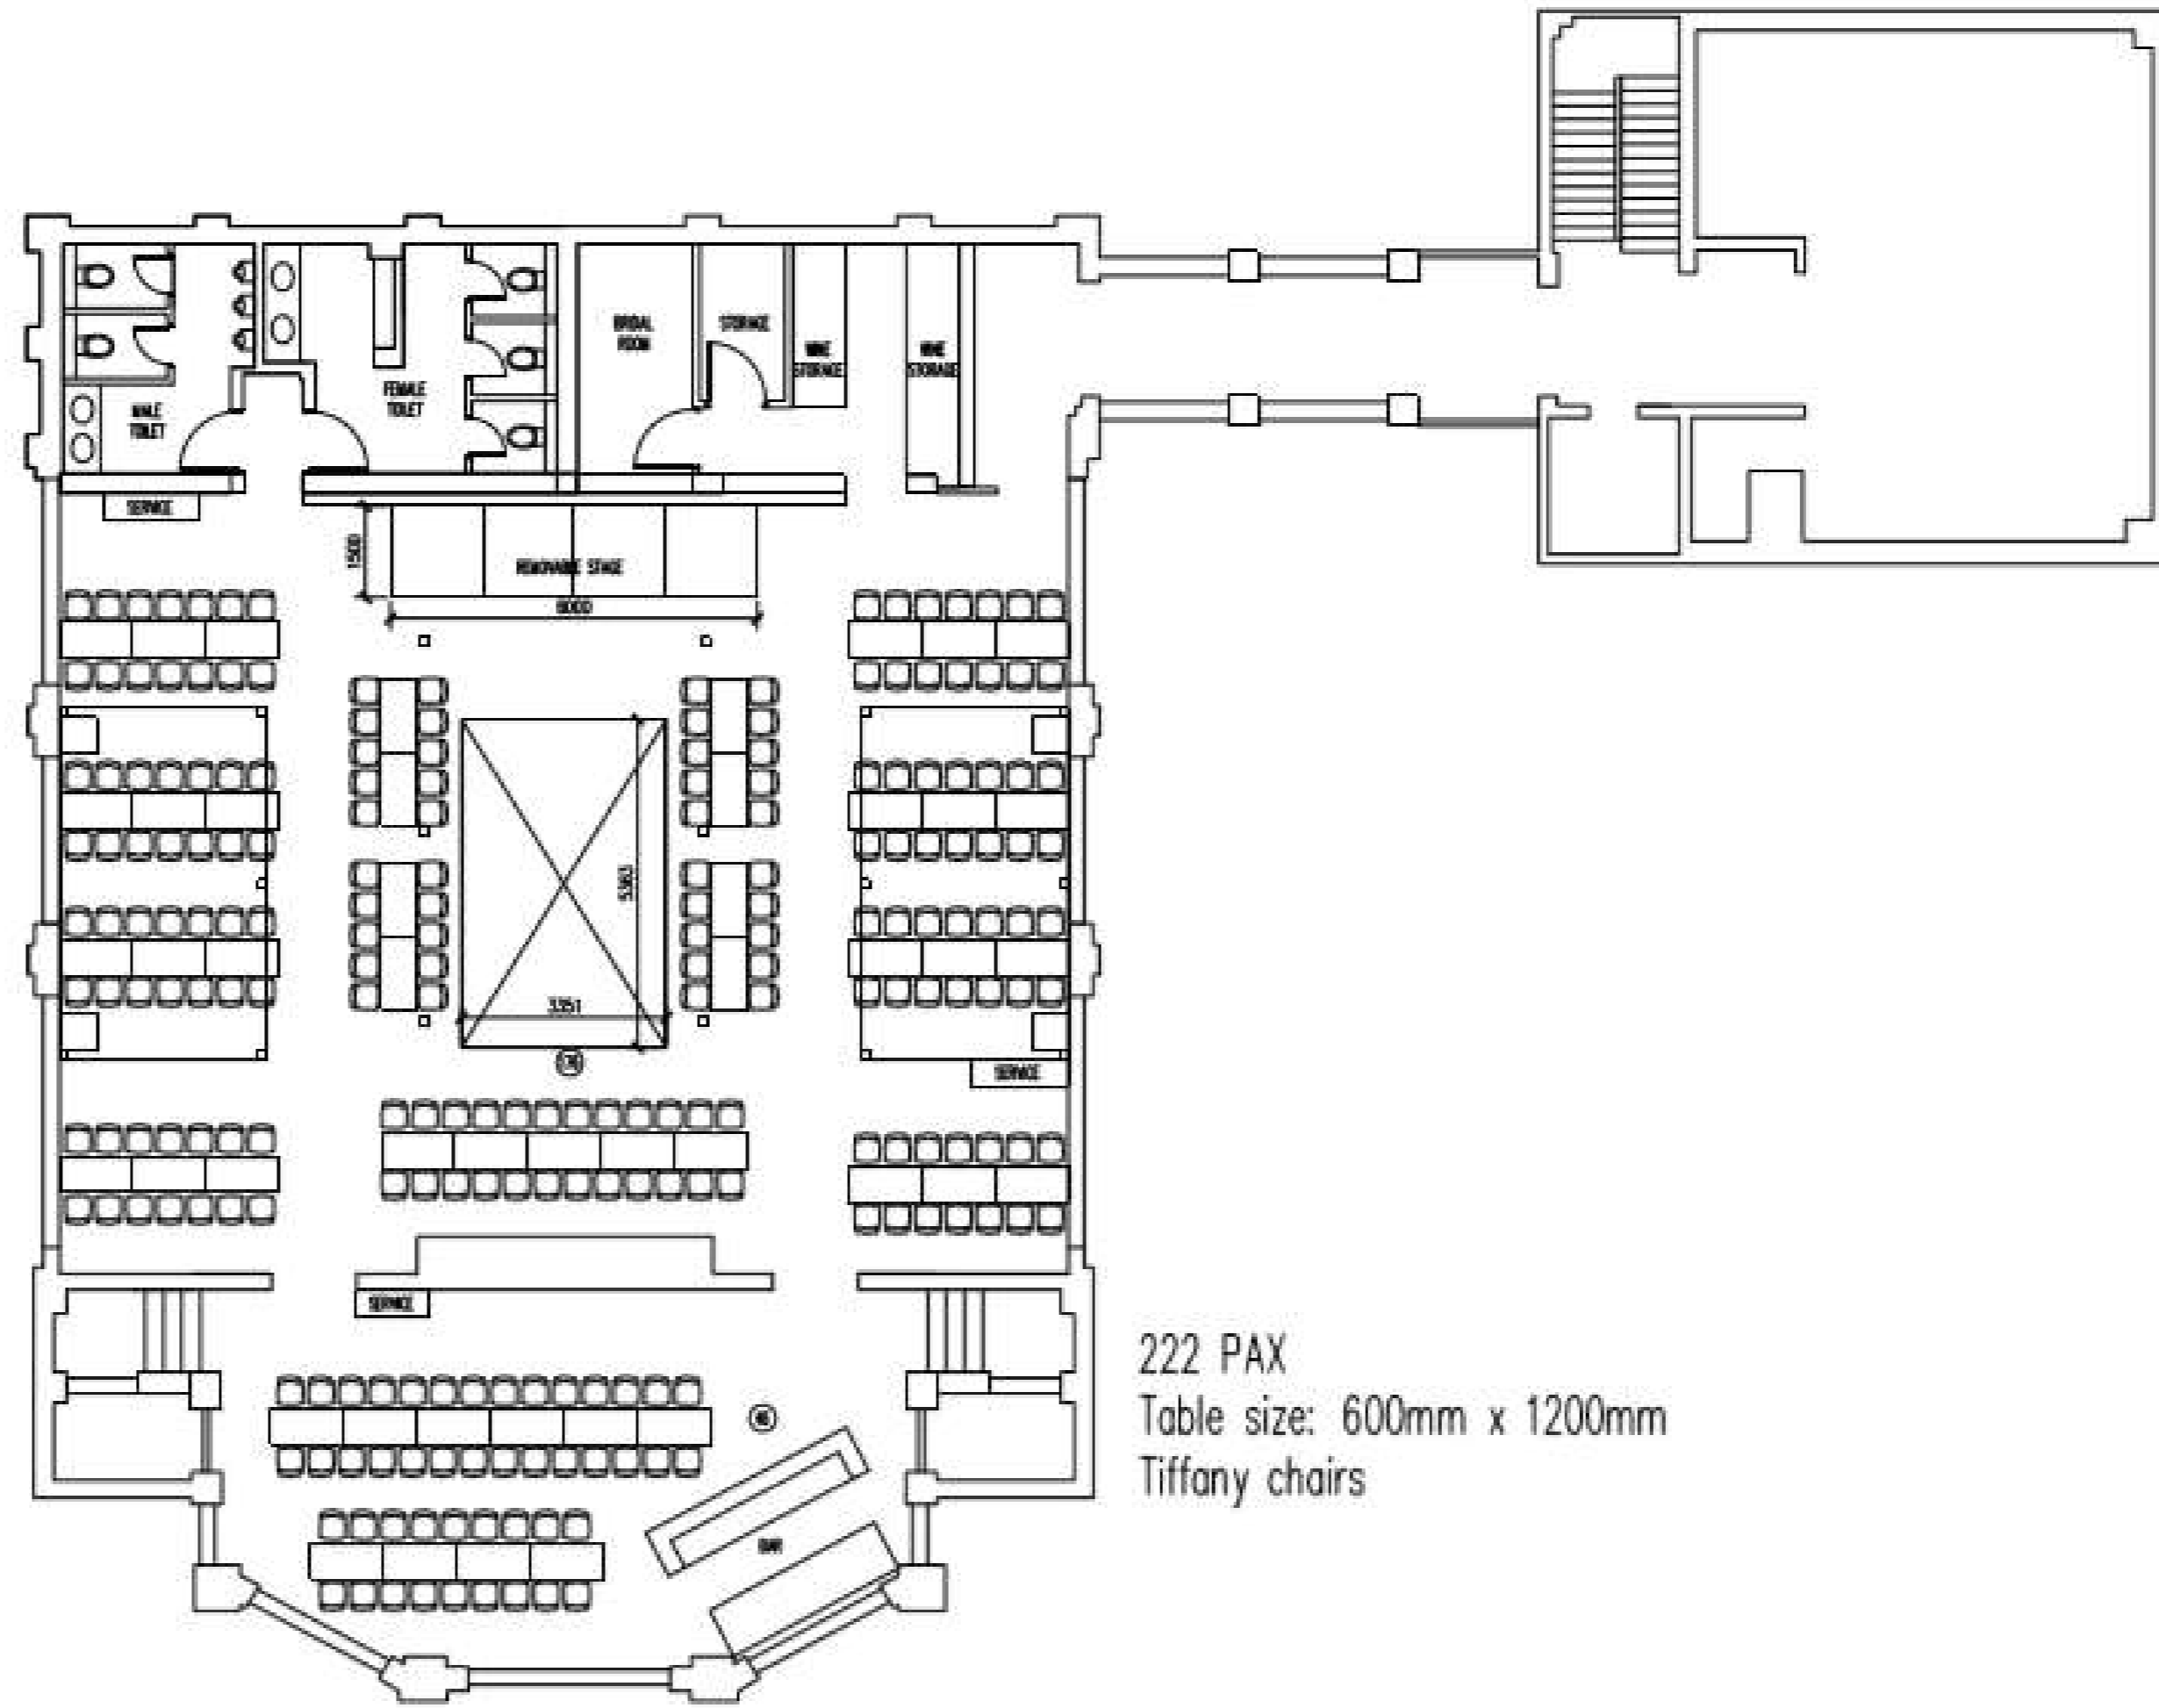 BRIDAL
ROOM
STORAGE
WINE
STORAGE
WINE
STORAGE
FEMALE
TOILET
MALE
TOILET
SERVICE
1500
REMOVABLE STAGE
6000
5363
3351
SERVICE
SERVICE
BAR
222 PAX
Table size: 600mm x 1200mm
Tiffany chairs